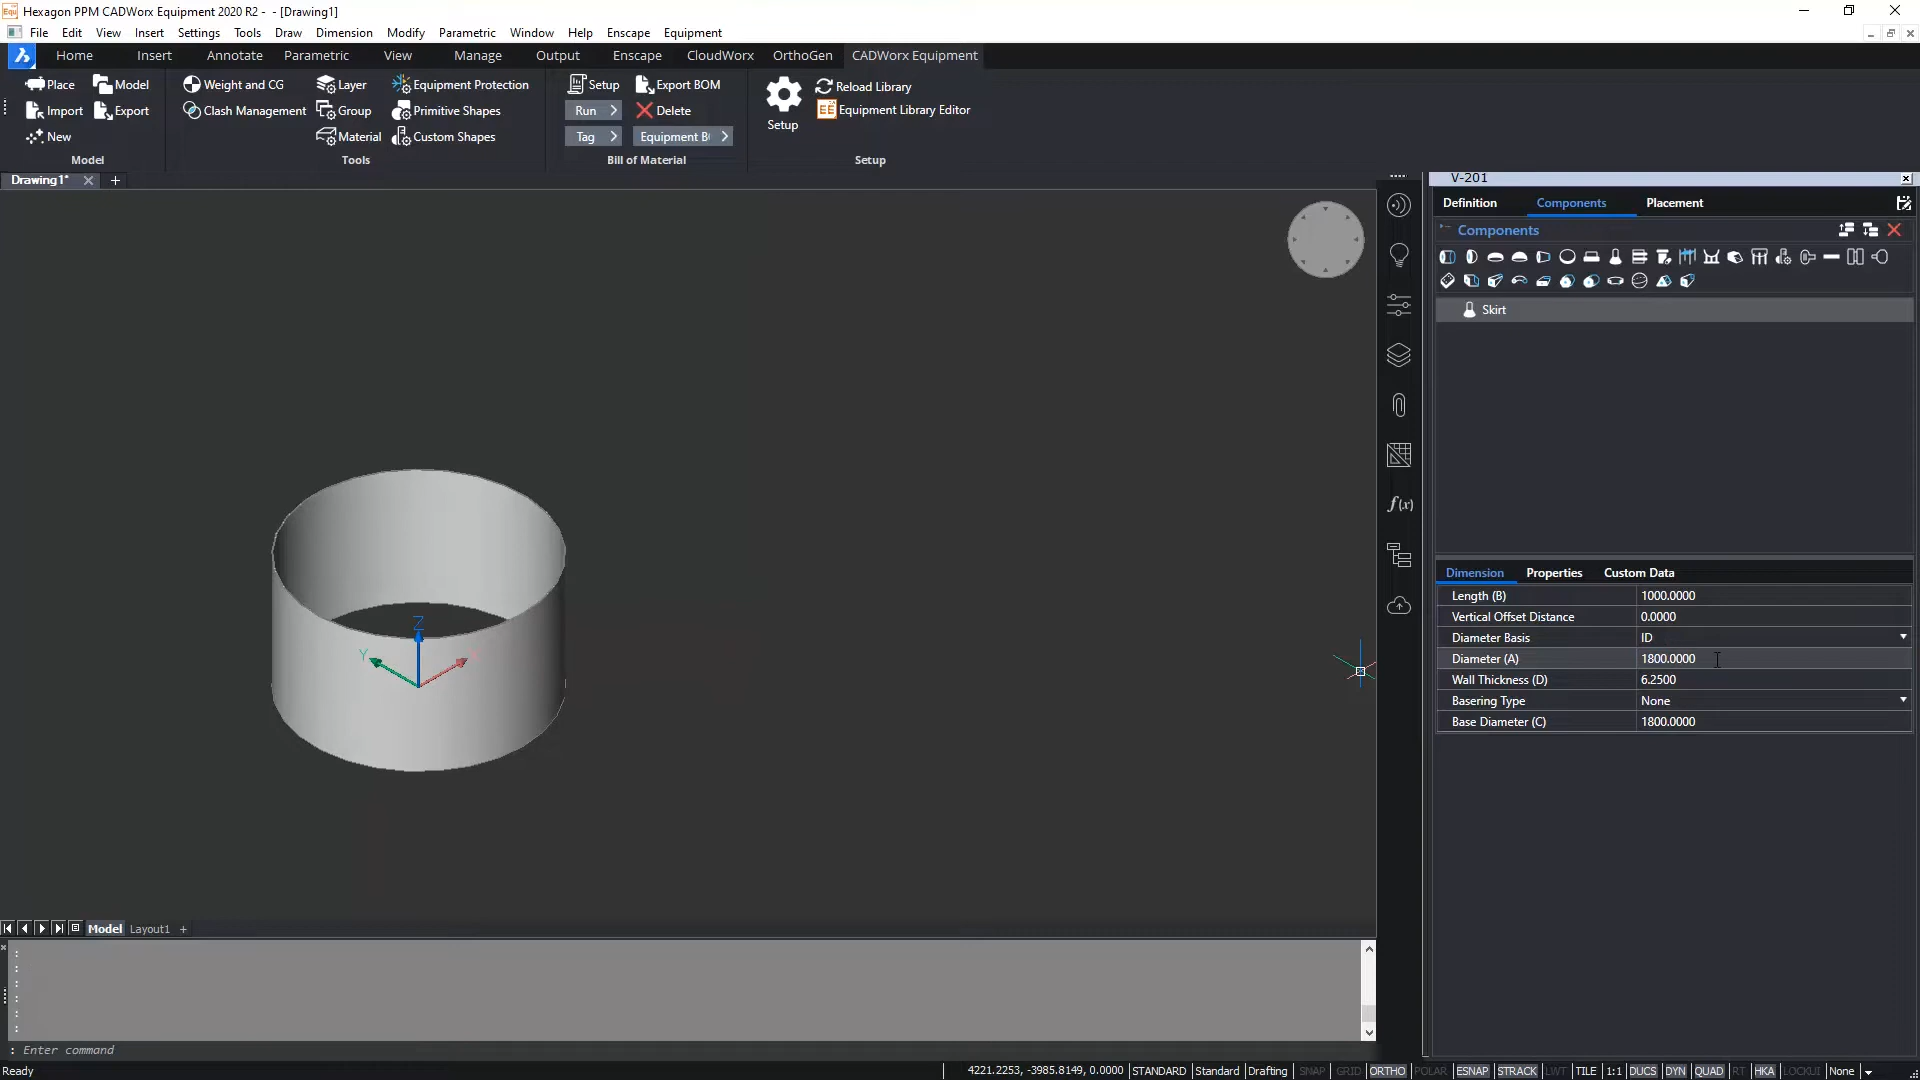 Hexagon PPM CADWorx Equipment 2020 R2 - - [Drawing1]
File Edit View Insert Settings Tools Draw Dimension Modify Parametric Window Help Enscape Equipment
Home Insert Annotate Parametric View Manage Output Enscape CloudWorx OrthoGen CADWorx Equipment
Place Model Weight and CG Layer Equipment Protection Setup Export BOM Reload Library
Import Export Clash Management Group Primitive Shapes Run > Delete Equipment Library Editor
New Material Custom Shapes Tag > Equipment B > Setup
Model Tools Bill of Material Setup
Drawing1* +
V-201
Definition Components Placement
Components
Skirt
f(x)
Z
Y
Dimension Properties Custom Data
Length (B) 1000.0000
Vertical Offset Distance 0.0000
Diameter Basis ID
Diameter (A) 1800.0000
Wall Thickness (D) 6.2500
Basering Type None
Base Diameter (C) 1800.0000
Model Layout1 +
:
:
:
:
:
:
: Enter command
Ready 4221.2253, -3985.8149, 0.0000 STANDARD Standard Drafting SNAP GRID ORTHO POLAR ESNAP STRACK LWT TILE 1:1 DUCS DYN QUAD RT HKA LOCKUI None